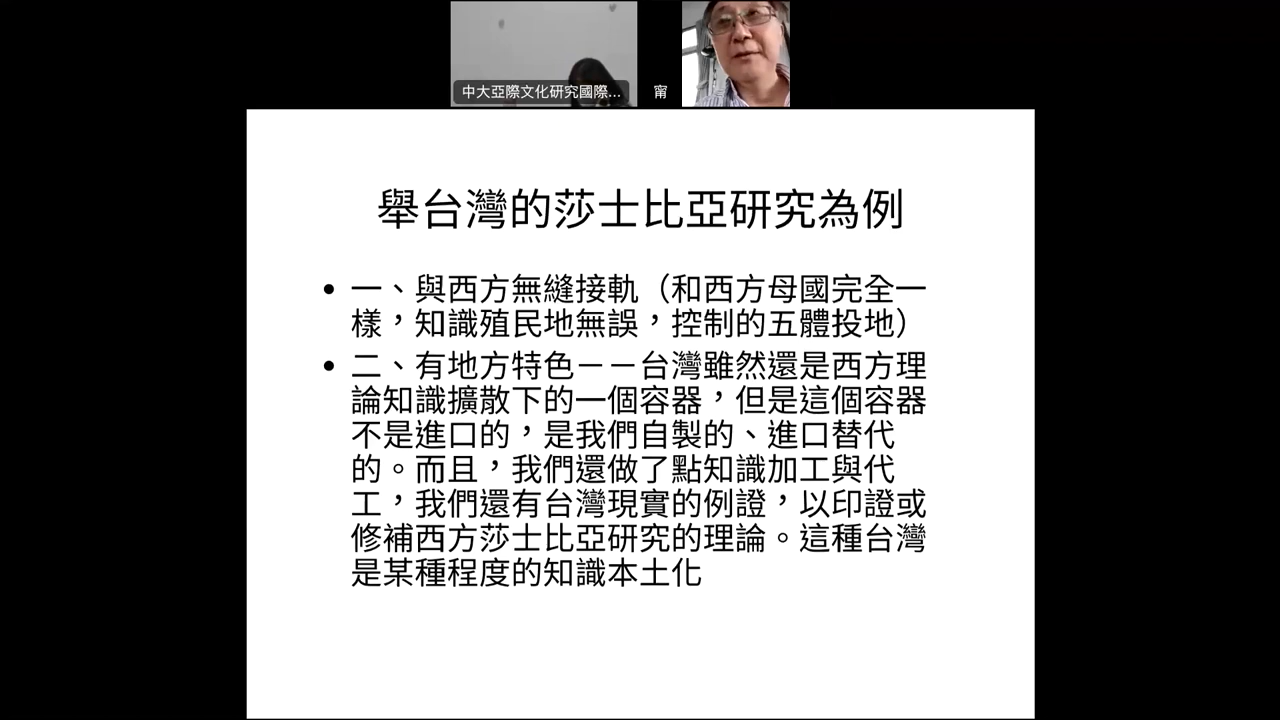 中大亞際文化研究國際...
甯
舉台灣的莎士比亞研究為例
• 一、與西方無縫接軌（和西方母國完全一
樣，知識殖民地無誤，控制的五體投地）
• 二、有地方特色－－台灣雖然還是西方理
論知識擴散下的一個容器，但是這個容器
不是進口的，是我們自製的、進口替代
的。而且，我們還做了點知識加工與代
工，我們還有台灣現實的例證，以印證或
修補西方莎士比亞研究的理論。這種台灣
是某種程度的知識本土化